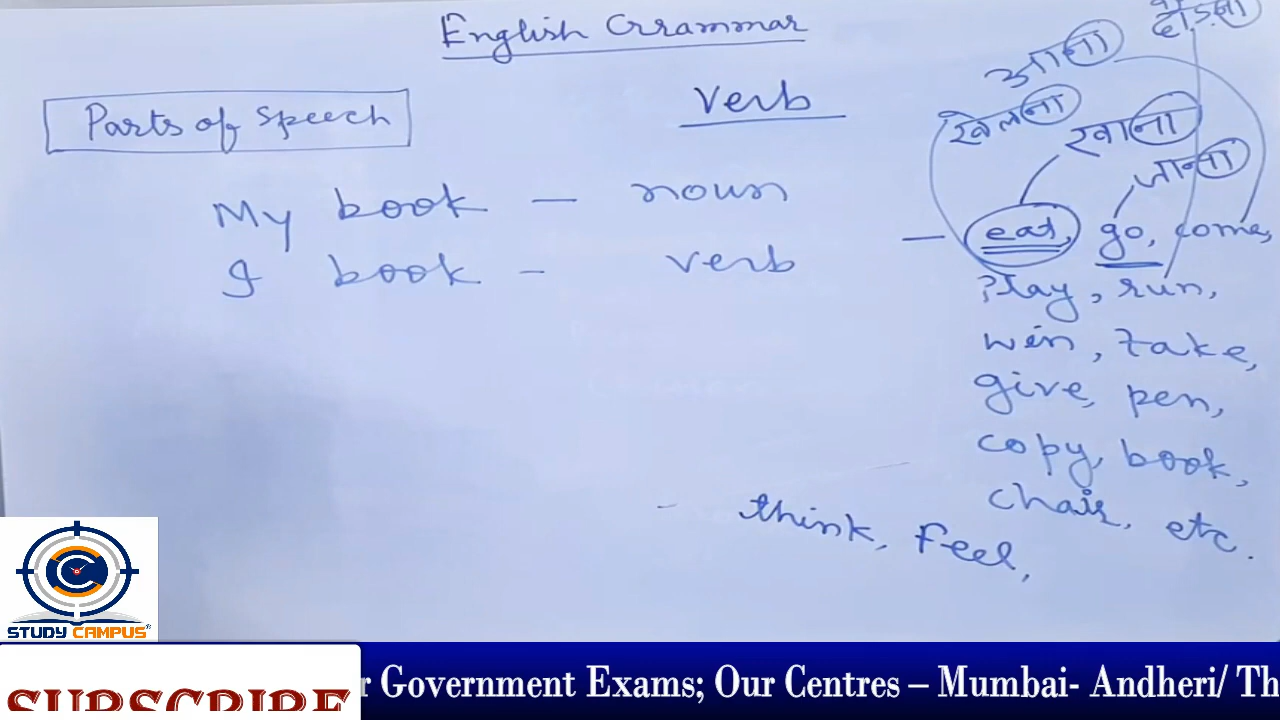 English Grammar
Parts of Speech
Verb
My book – noun
I book – verb
दौड़ना
आना
खेलना
खाना
जाना
– eat, go, come,
Play, run,
win, take,
give, pen,
copy, book,
chair, etc.
- think, Feel,
STUDY CAMPUS
SUBSCRIBE
r Government Exams; Our Centres – Mumbai- Andheri/ Th